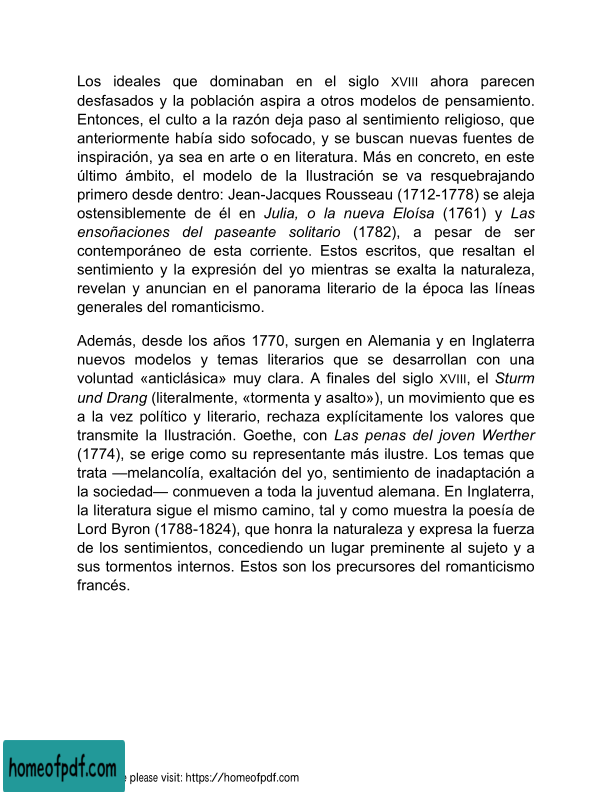 Los ideales que dominaban en el siglo XVIII ahora parecen
desfasados y la población aspira a otros modelos de pensamiento.
Entonces, el culto a la razón deja paso al sentimiento religioso, que
anteriormente había sido sofocado, y se buscan nuevas fuentes de
inspiración, ya sea en arte o en literatura. Más en concreto, en este
último ámbito, el modelo de la Ilustración se va resquebrajando
primero desde dentro: Jean-Jacques Rousseau (1712-1778) se aleja
ostensiblemente de él en Julia, o la nueva Eloísa (1761) y Las
ensoñaciones del paseante solitario (1782), a pesar de ser
contemporáneo de esta corriente. Estos escritos, que resaltan el
sentimiento y la expresión del yo mientras se exalta la naturaleza,
revelan y anuncian en el panorama literario de la época las líneas
generales del romanticismo.
Además, desde los años 1770, surgen en Alemania y en Inglaterra
nuevos modelos y temas literarios que se desarrollan con una
voluntad «anticlásica» muy clara. A finales del siglo XVIII, el Sturm
und Drang (literalmente, «tormenta y asalto»), un movimiento que es
a la vez político y literario, rechaza explícitamente los valores que
transmite la Ilustración. Goethe, con Las penas del joven Werther
(1774), se erige como su representante más ilustre. Los temas que
trata —melancolía, exaltación del yo, sentimiento de inadaptación a
la sociedad— conmueven a toda la juventud alemana. En Inglaterra,
la literatura sigue el mismo camino, tal y como muestra la poesía de
Lord Byron (1788-1824), que honra la naturaleza y expresa la fuerza
de los sentimientos, concediendo un lugar preminente al sujeto y a
sus tormentos internos. Estos son los precursores del romanticismo
francés.
homeofpdf.com
please visit: https://homeofpdf.com